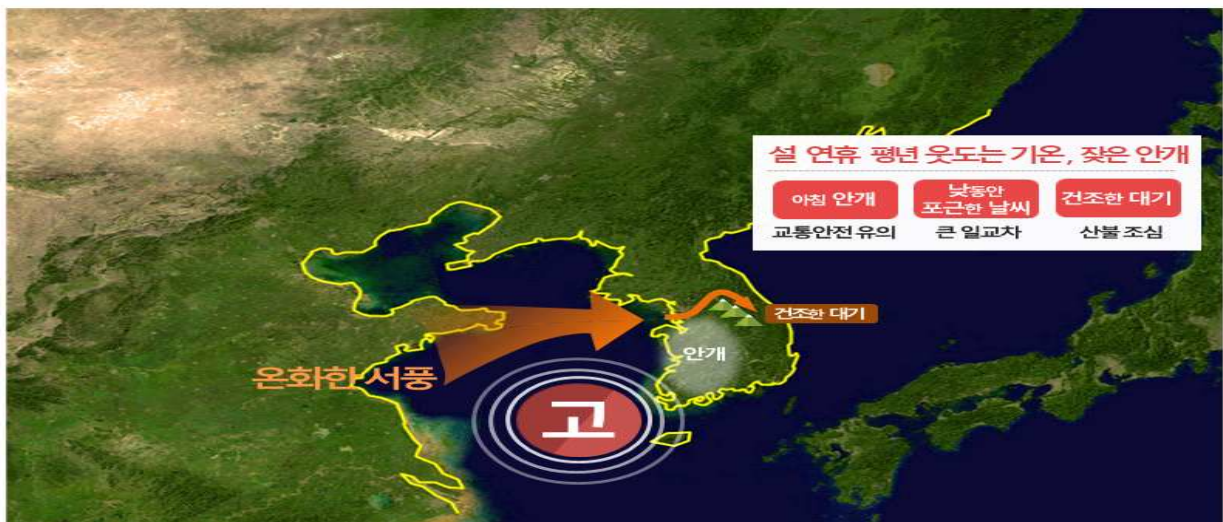 설 연휴 평년 웃도는 기온, 잦은 안개
아침 안개
낮동안
포근한 날씨
건조한 대기
교통안전 유의
큰 일교차
산불 조심
건조한 대기
안개
온화한 서풍
고